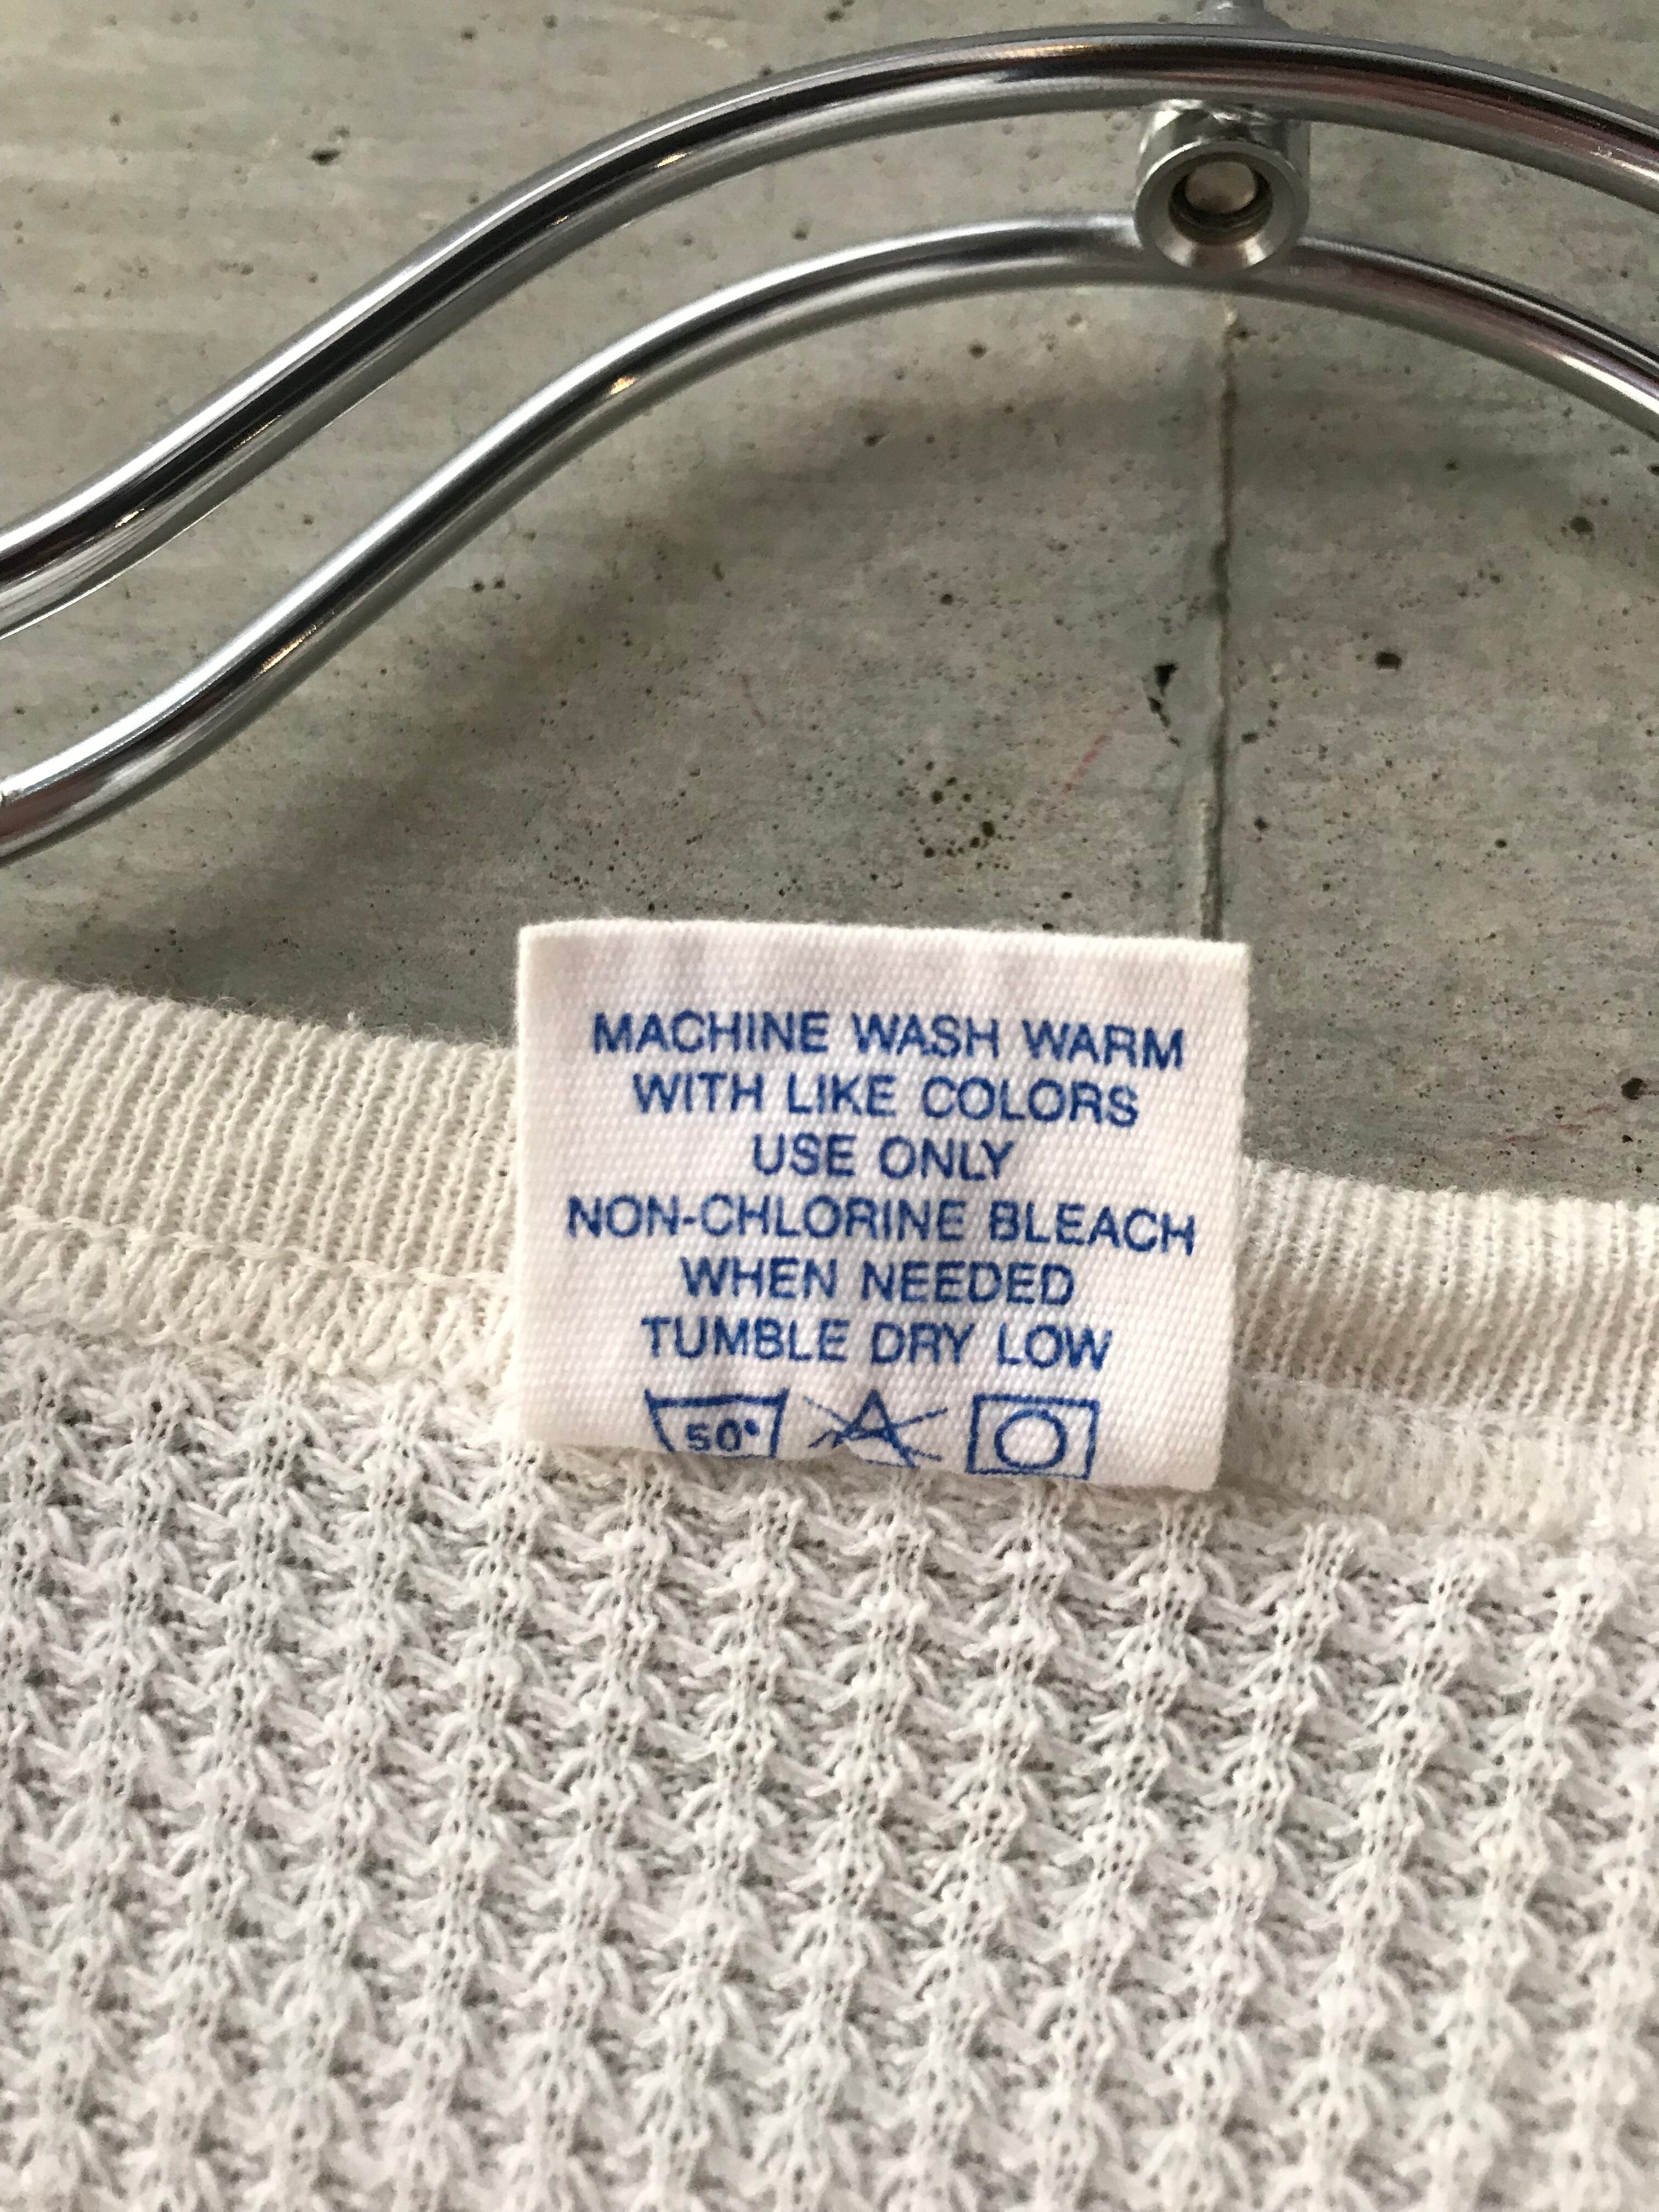 MACHINE WASH WARM
WITH LIKE COLORS
USE ONLY
NON-CHLORINE BLEACH
WHEN NEEDED
TUMBLE DRY LOW
50°